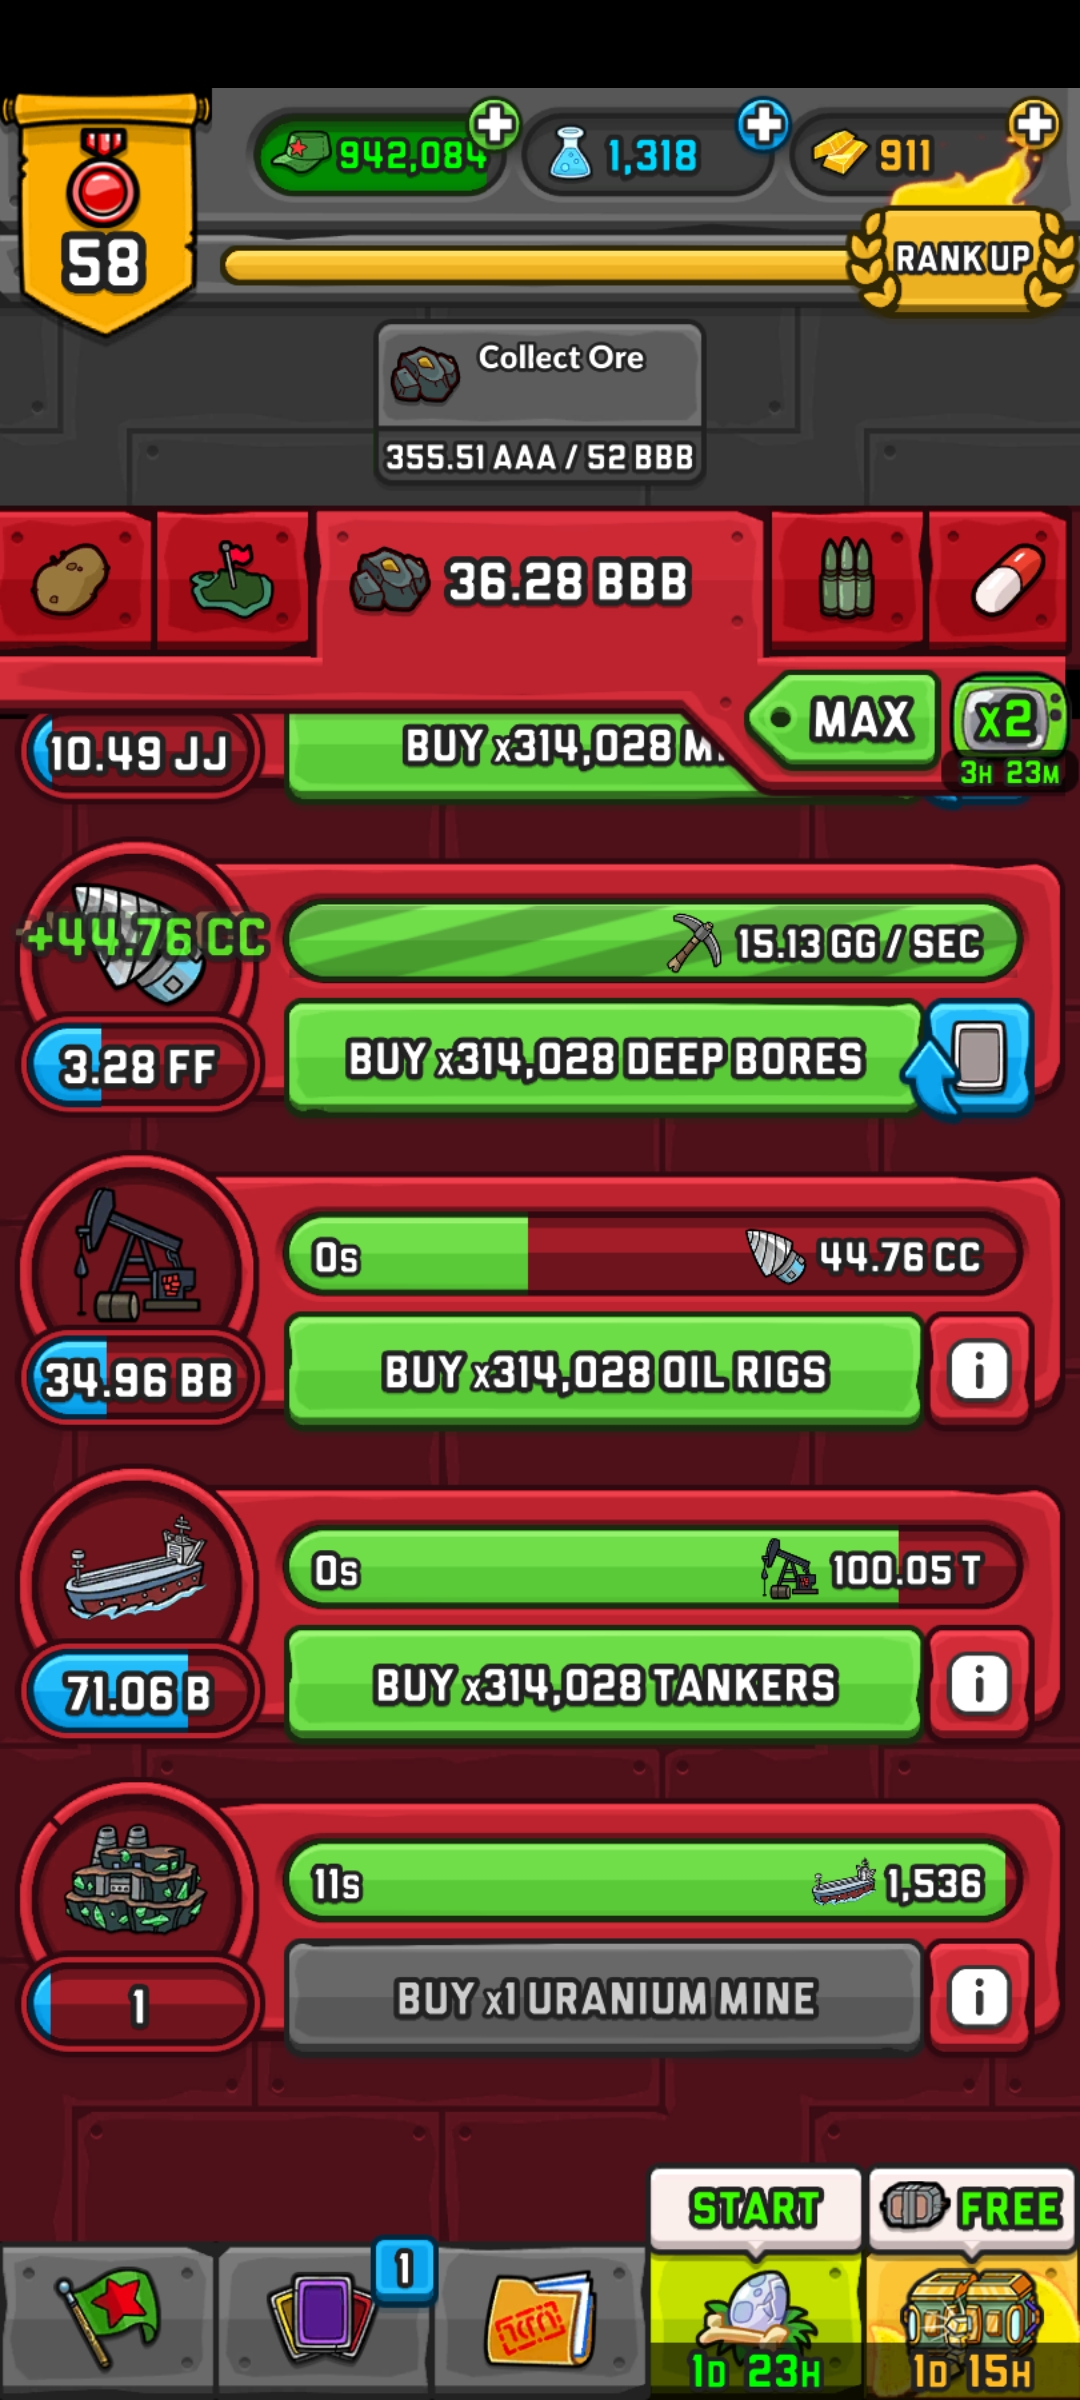 942,084
1,318
911
58
RANK UP
Collect Ore
355.51 AAA / 52 BBB
36.28 BBB
MAX
x2
3H 23M
10.49 JJ
BUY x314,028 M
+44.76 CC
15.13 GG / SEC
3.28 FF
BUY x314,028 DEEP BORES
0s
44.76 CC
34.96 BB
BUY x314,028 OIL RIGS
i
0s
100.05 T
71.06 B
BUY x314,028 TANKERS
i
11s
1,536
1
BUY x1 URANIUM MINE
i
START
FREE
1
1D 23H
1D 15H